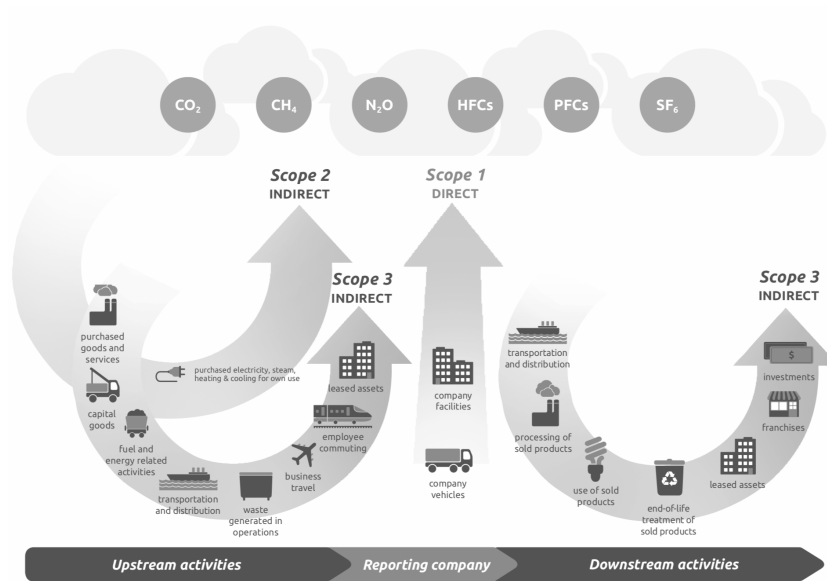 CO₂
CH₄
N₂O
HFCs
PFCs
SF₆
Scope 2
INDIRECT
Scope 1
DIRECT
Scope 3
INDIRECT
Scope 3
INDIRECT
purchased
goods and
services
capital
goods
fuel and
energy related
activities
purchased electricity, steam,
heating & cooling for own use
transportation
and distribution
waste
generated in
operations
business
travel
employee
commuting
leased assets
company
facilities
company
vehicles
transportation
and distribution
processing of
sold products
use of sold
products
end-of-life
treatment of
sold products
leased assets
franchises
$
investments
Upstream activities
Reporting company
Downstream activities